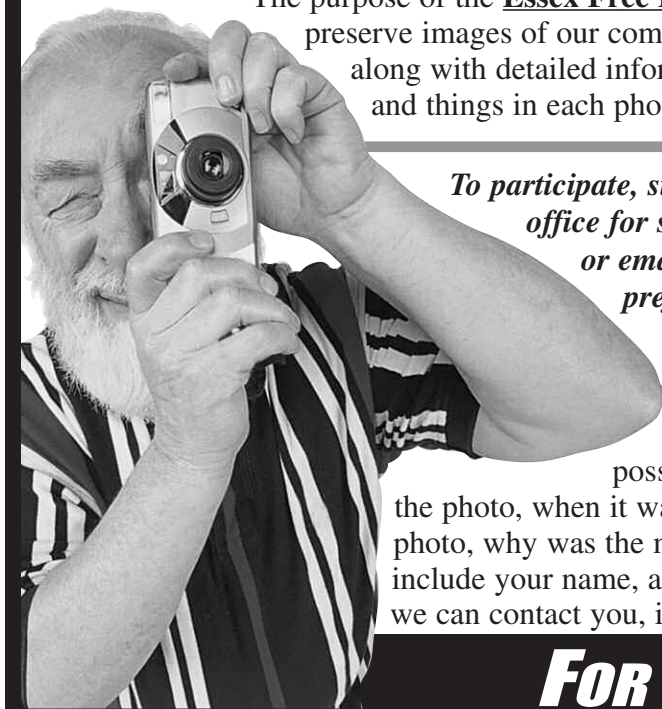 The purpose of the Essex Free
preserve images of our com
along with detailed infor
and things in each pho
To participate, si
office for s
or ema
pre
poss
the photo, when it wa
photo, why was the
include your name, a
we can contact you, i
FOR